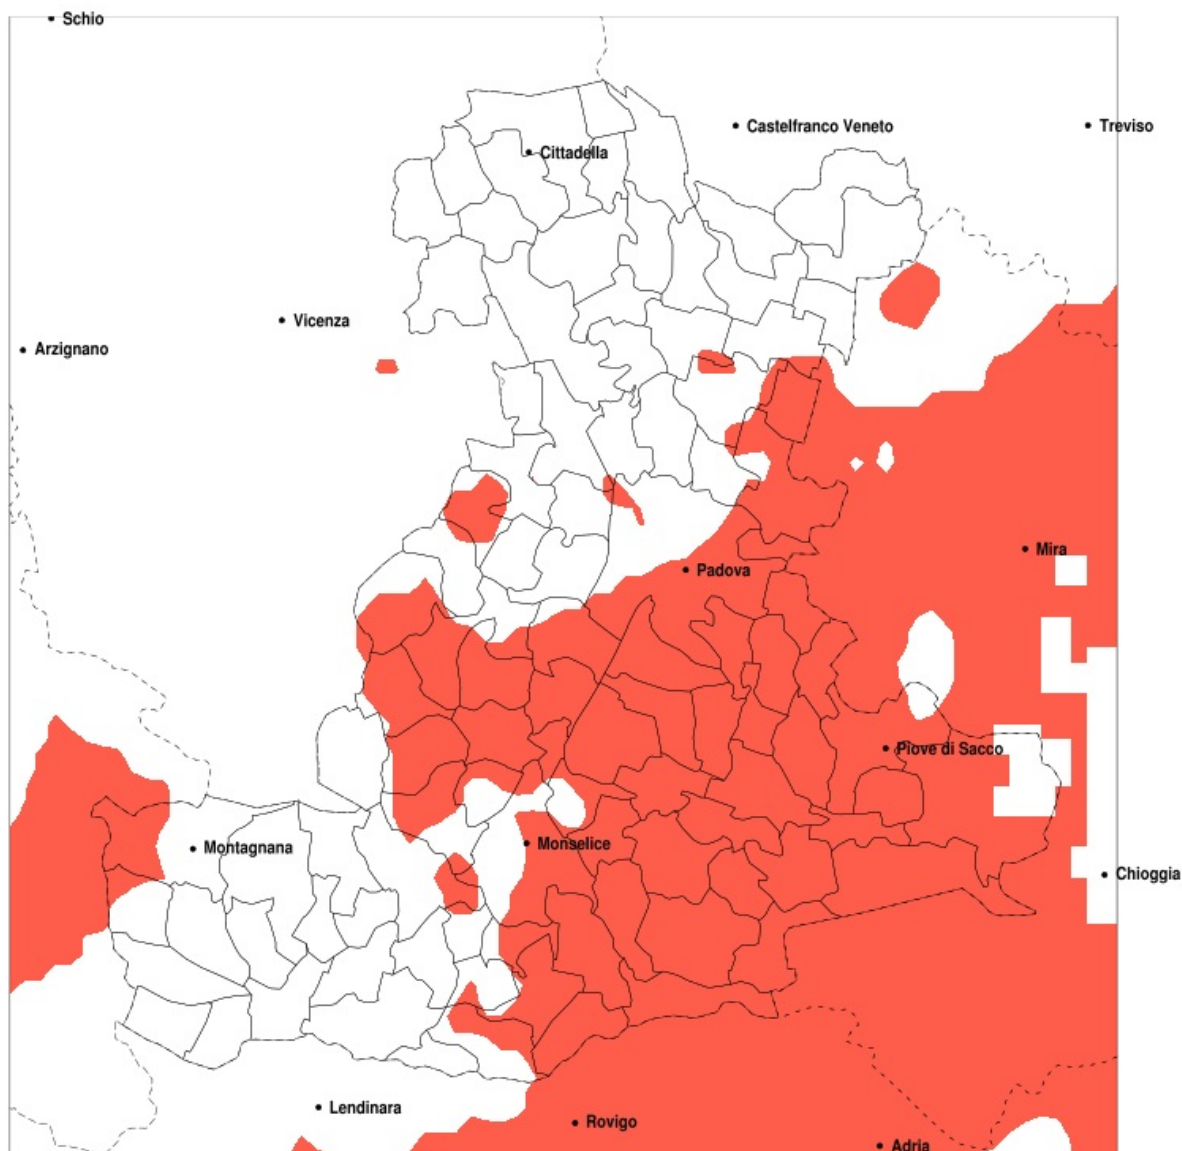 Schio
Castelfranco Veneto
Treviso
Cittadella
Vicenza
Arzignano
Mira
Padova
Piove di Sacco
Monselice
Montagnana
Chioggia
Lendinara
Rovigo
Adria